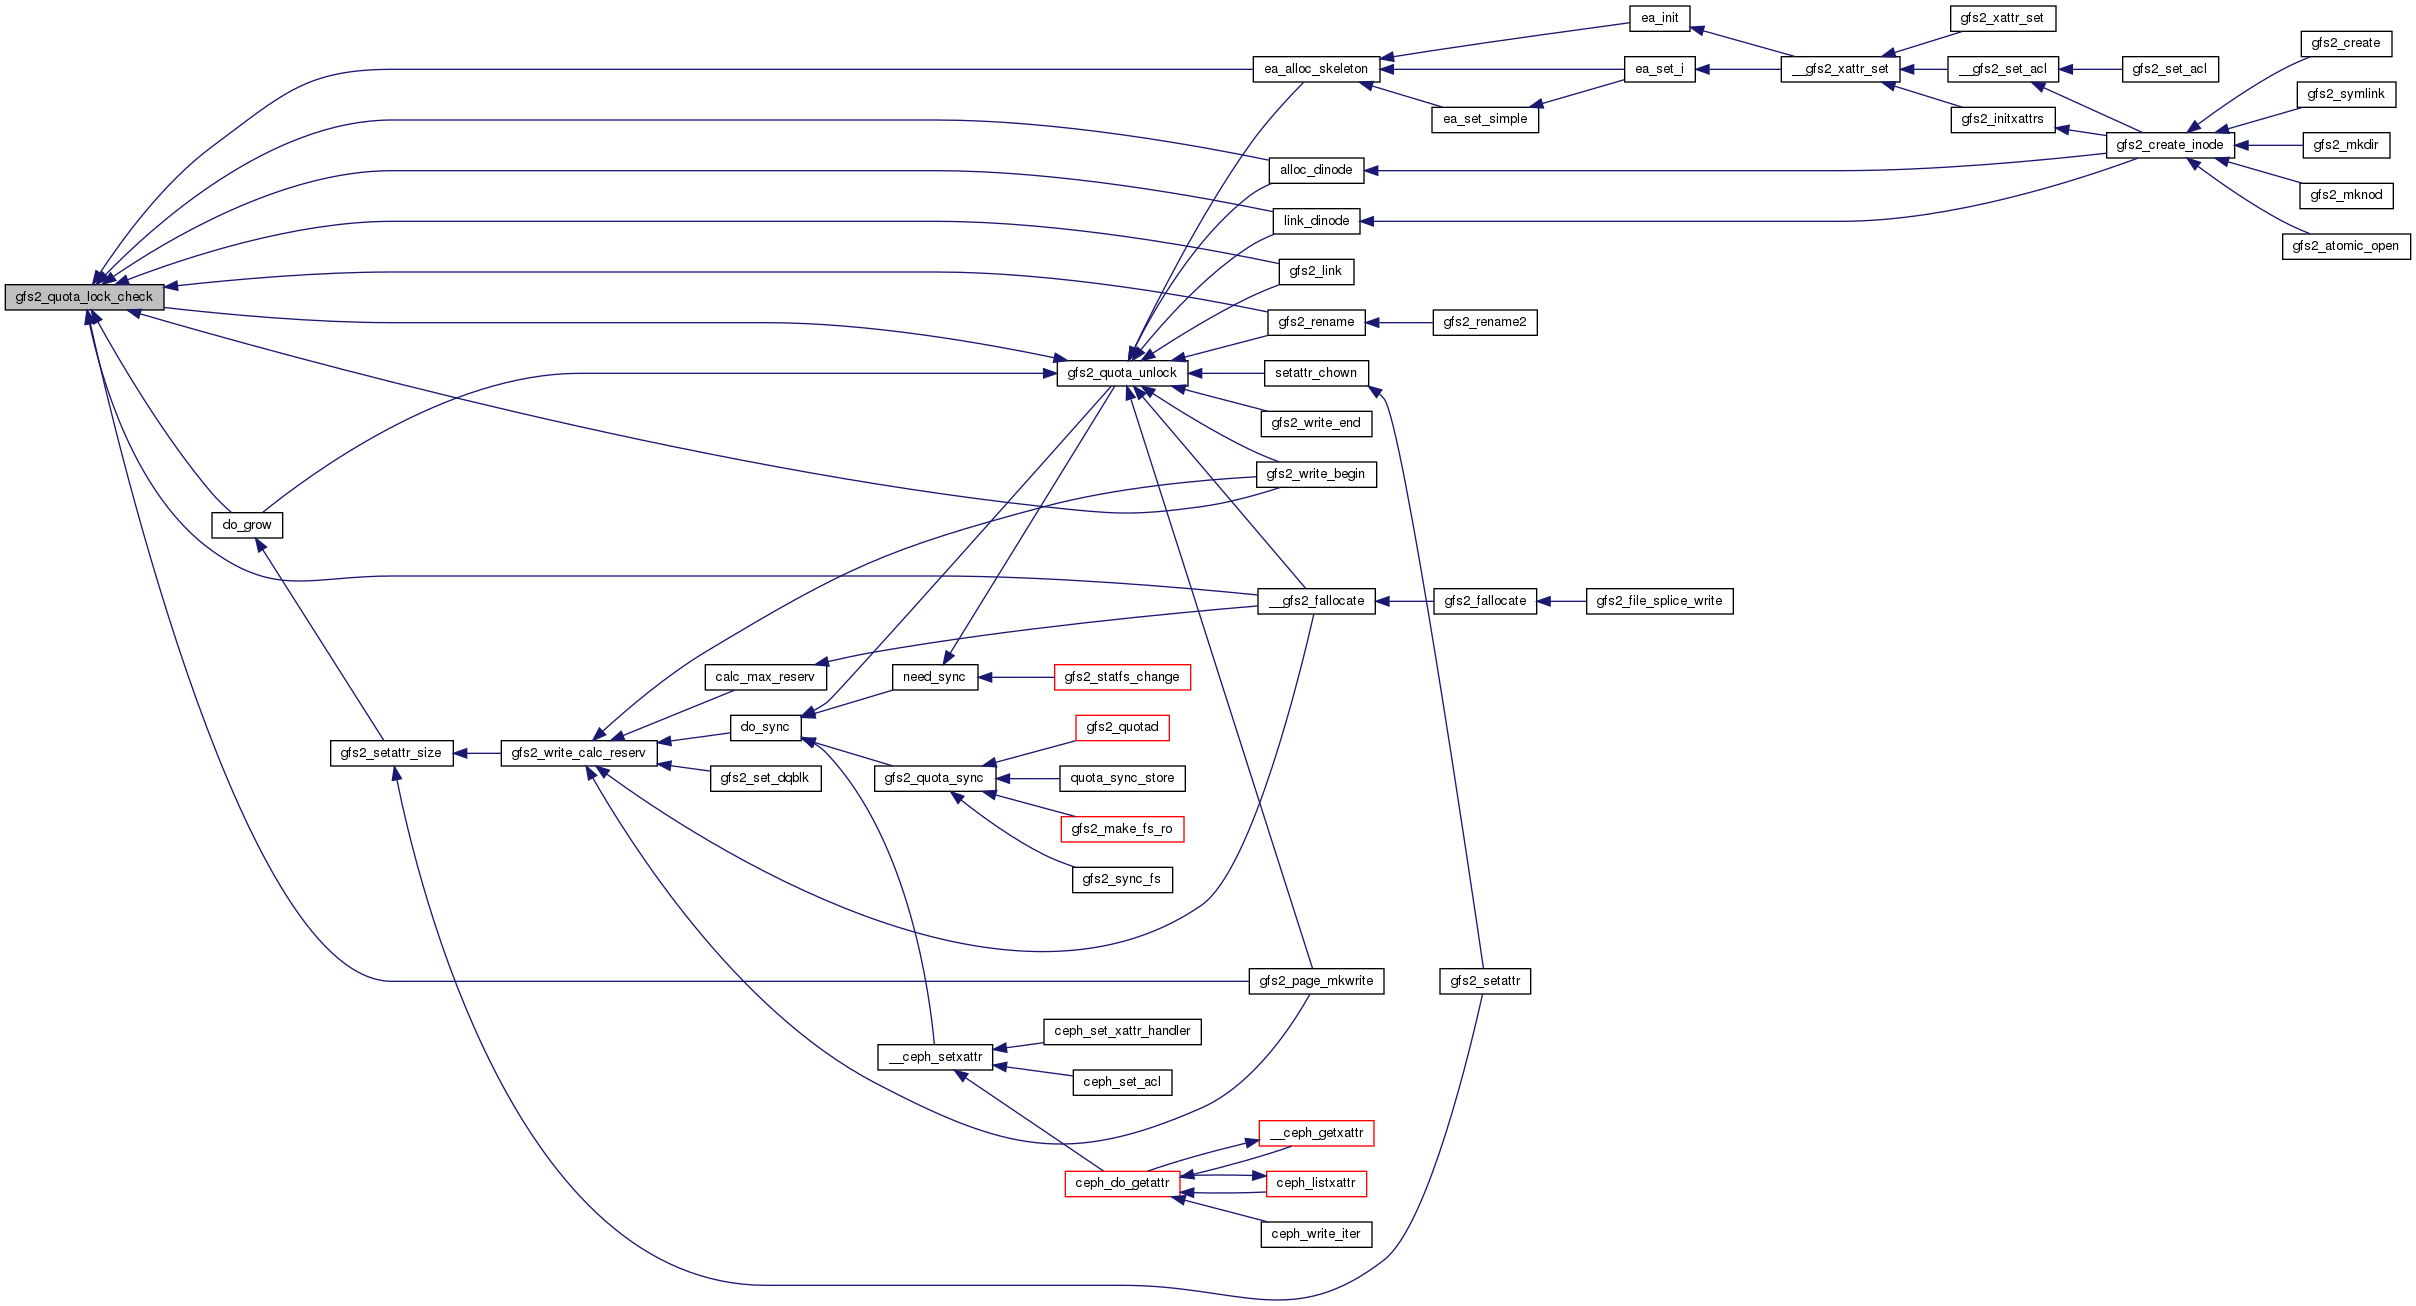 ea_init
gfs2_xattr_set
gfs2_create
ea_alloc_skeleton
ea_set_i
__gfs2_xattr_set
__gfs2_set_acl
gfs2_set_acl
gfs2_symlink
ea_set_simple
gfs2_initxattrs
gfs2_create_inode
gfs2_mkdir
alloc_dinode
gfs2_mknod
link_dinode
gfs2_atomic_open
gfs2_link
gfs2_quota_lock_check
gfs2_rename
gfs2_rename2
gfs2_quota_unlock
setattr_chown
gfs2_write_end
gfs2_write_begin
do_grow
__gfs2_fallocate
gfs2_fallocate
gfs2_file_splice_write
calc_max_reserv
need_sync
gfs2_statfs_change
do_sync
gfs2_quotad
gfs2_setattr_size
gfs2_write_calc_reserv
gfs2_set_dqblk
gfs2_quota_sync
quota_sync_store
gfs2_make_fs_ro
gfs2_sync_fs
gfs2_page_mkwrite
gfs2_setattr
ceph_set_xattr_handler
__ceph_setxattr
ceph_set_acl
__ceph_getxattr
ceph_do_getattr
ceph_listxattr
ceph_write_iter